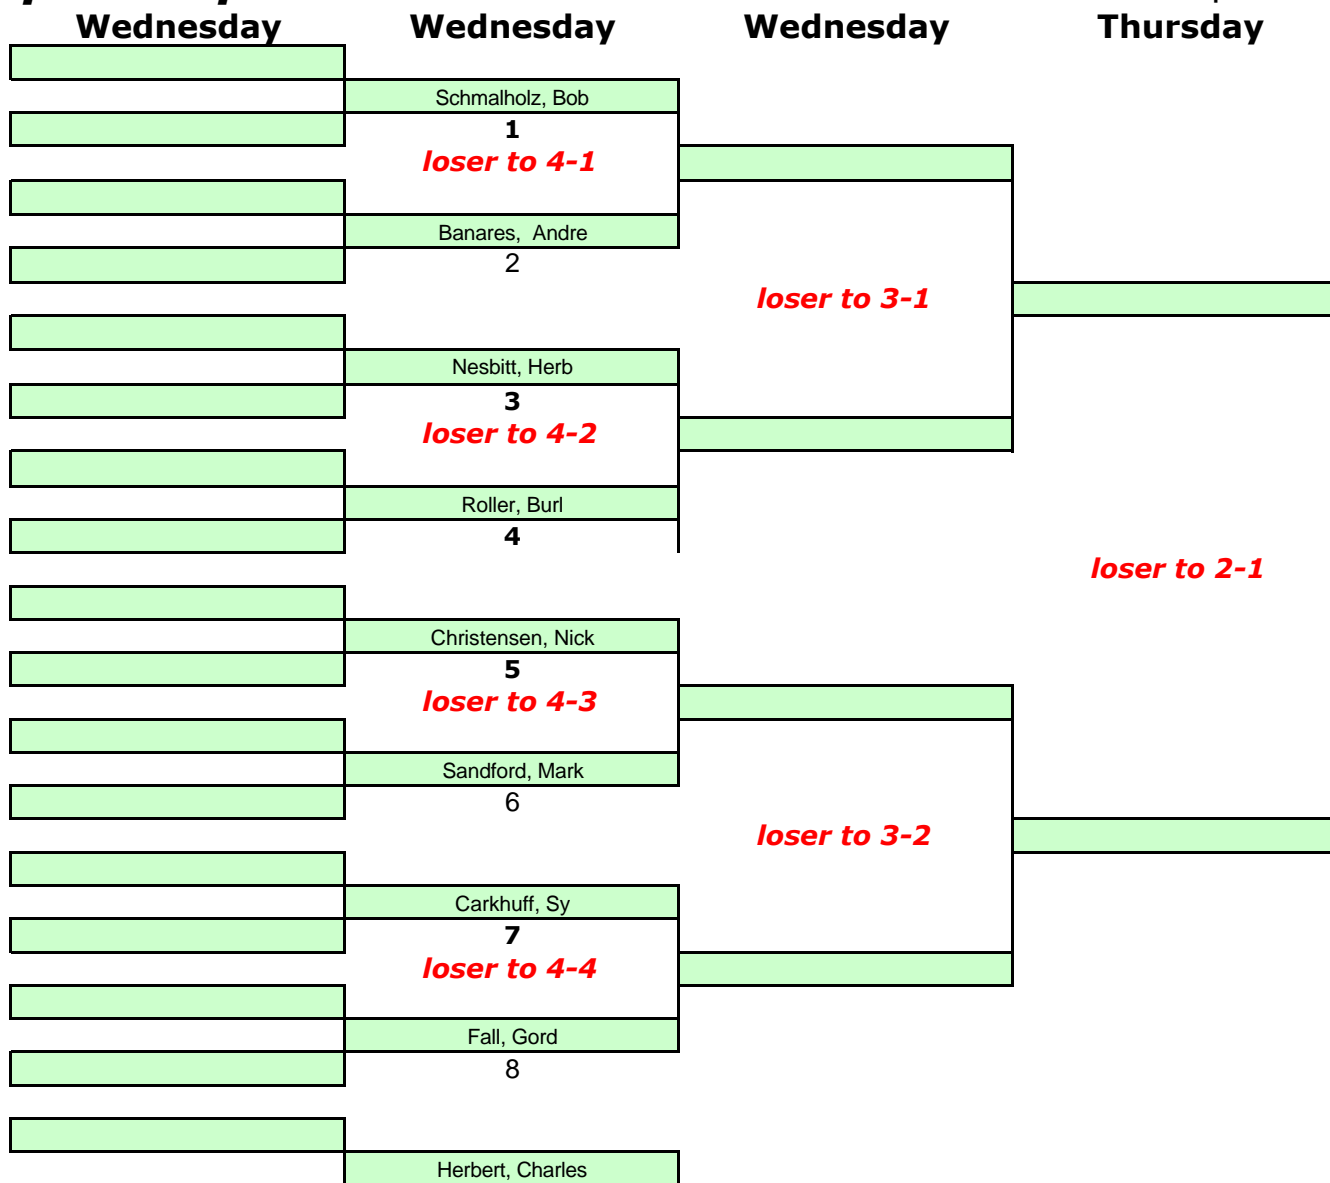 Wednesday Wednesday Wednesday Thursday
Schmalholz, Bob
1
loser to 4-1
Banares, Andre
2
loser to 3-1
Nesbitt, Herb
3
loser to 4-2
Roller, Burl
4
loser to 2-1
Christensen, Nick
5
loser to 4-3
Sandford, Mark
6
loser to 3-2
Carkhuff, Sy
7
loser to 4-4
Fall, Gord
8
Herbert, Charles